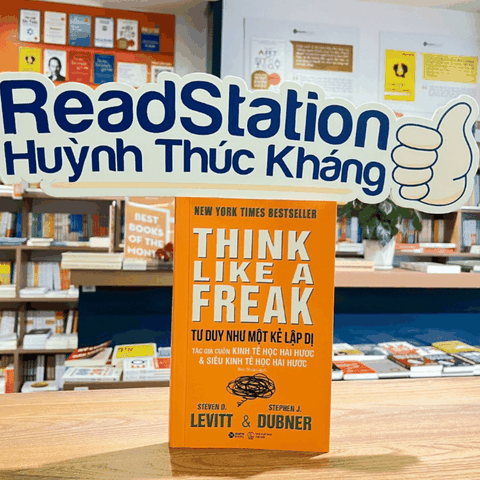 ReadStation
Huỳnh Thúc Kháng
BEST
BOOKS OF
THE MONTH
NEW YORK TIMES BESTSELLER
THINK
LIKE A
FREAK
TƯ DUY NHƯ MỘT KẺ LẬP DỊ
TÁC GIẢ CUỐN KINH TẾ HỌC HÀI HƯỚC
& SIÊU KINH TẾ HỌC HÀI HƯỚC
STEVEN D.
LEVITT
&
STEPHEN J.
DUBNER